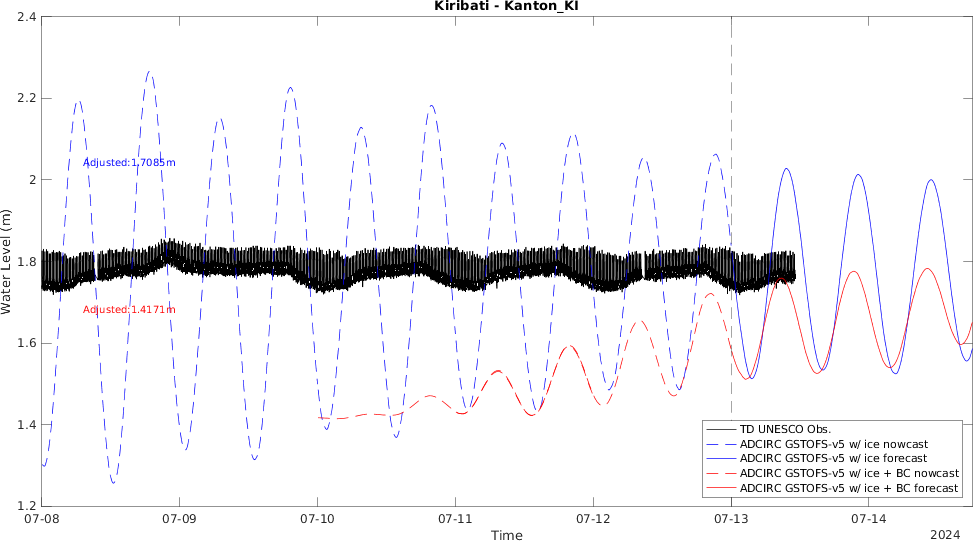 Kiribati - Kanton_KI
2.4
2.2
2
1.8
1.6
1.4
1.2
Water Level (m)
Adjusted:1.7085m
Adjusted:1.4171m
TD UNESCO Obs.
ADCIRC GSTOFS-v5 w/ ice nowcast
ADCIRC GSTOFS-v5 w/ ice forecast
ADCIRC GSTOFS-v5 w/ ice + BC nowcast
ADCIRC GSTOFS-v5 w/ ice + BC forecast
07-08 07-09 07-10 07-11 07-12 07-13 07-14
Time
2024